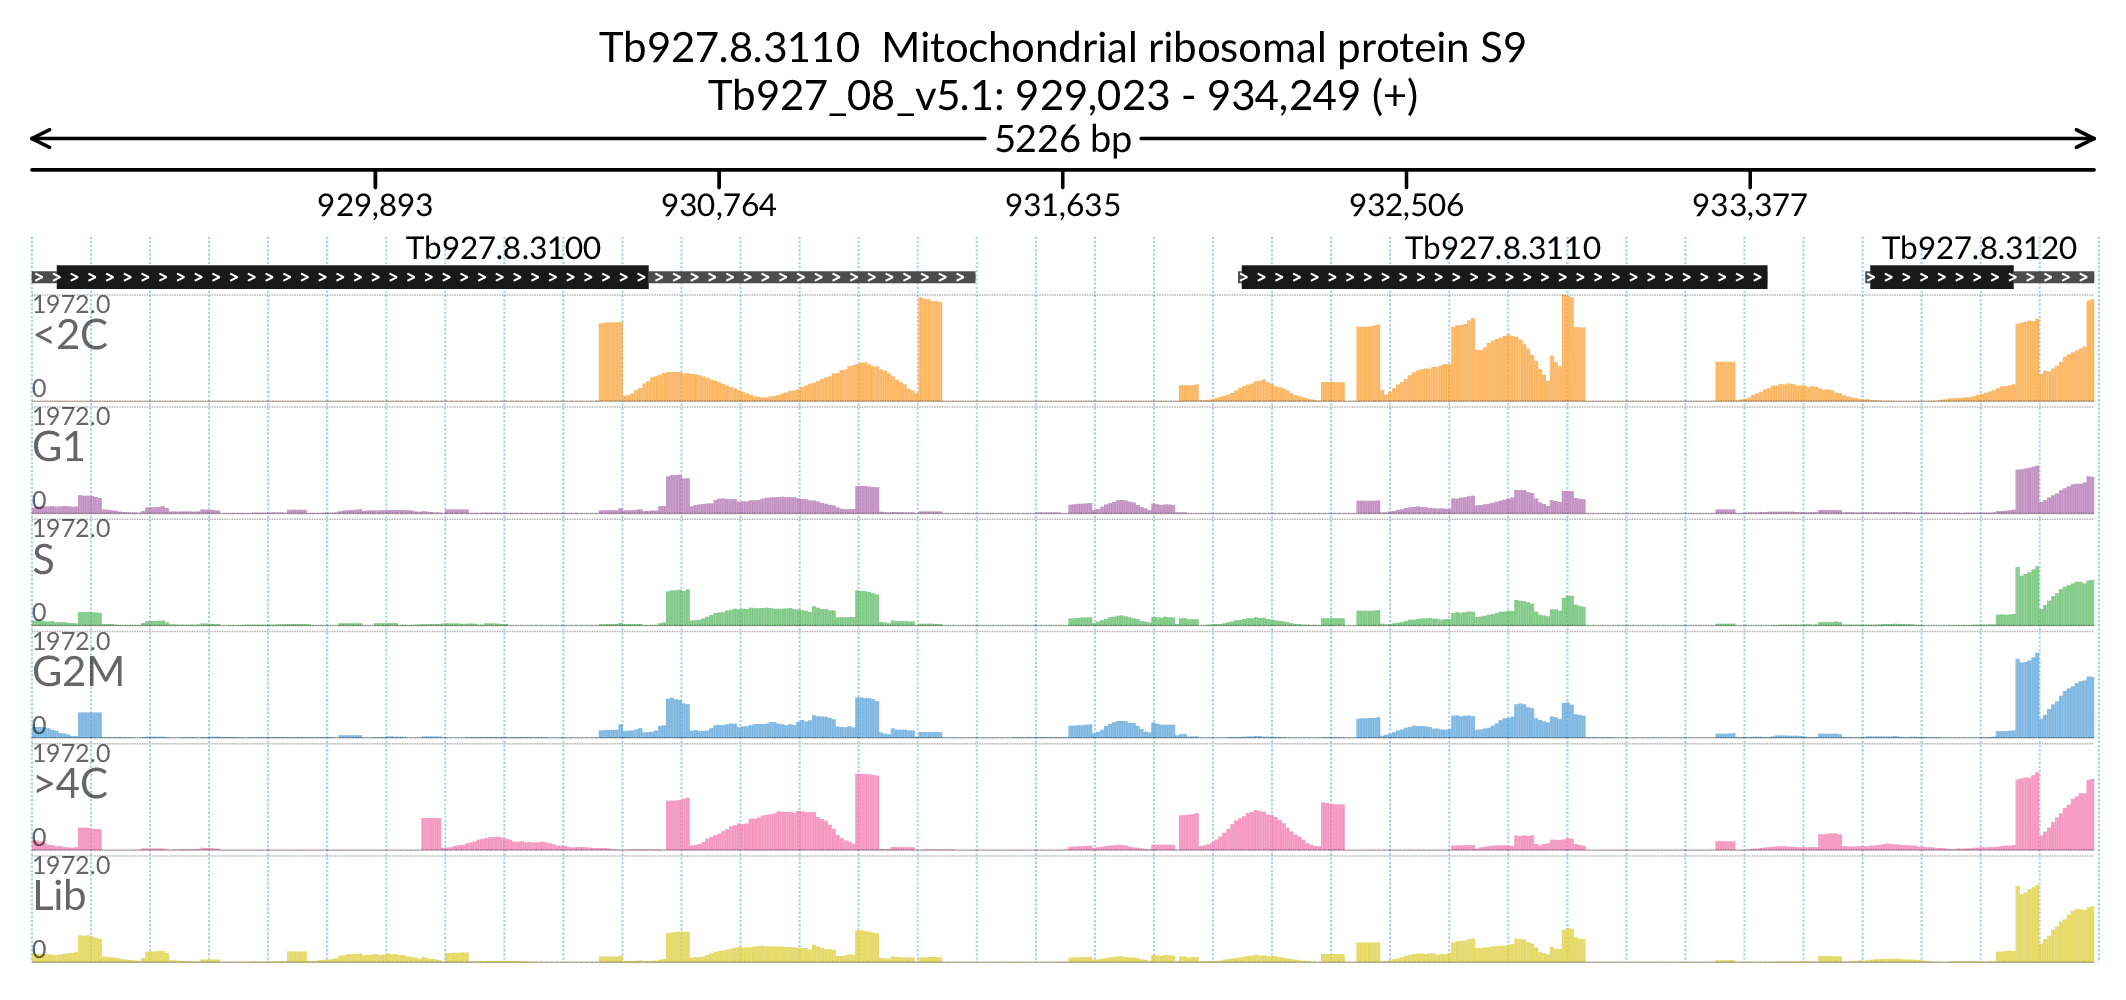 Tb927.8.3110  Mitochondrial ribosomal protein S9
Tb927_08_v5.1: 929,023 - 934,249 (+)
5226 bp
929,893 930,764 931,635 932,506 933,377
Tb927.8.3100 Tb927.8.3110 Tb927.8.3120
1972.0
<2C
0
1972.0
G1
0
1972.0
S
0
1972.0
G2M
0
1972.0
>4C
0
1972.0
Lib
0